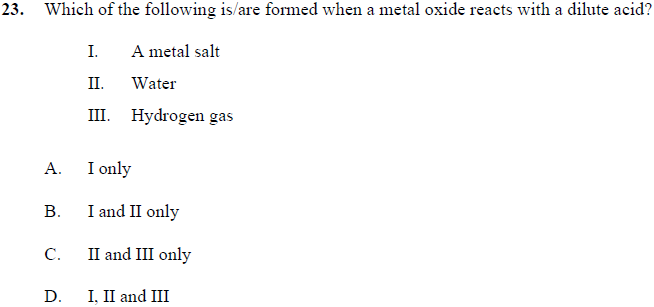 23. Which of the following is/are formed when a metal oxide reacts with a dilute acid?
I. A metal salt
II. Water
III. Hydrogen gas
A. I only
B. I and II only
C. II and III only
D. I, II and III